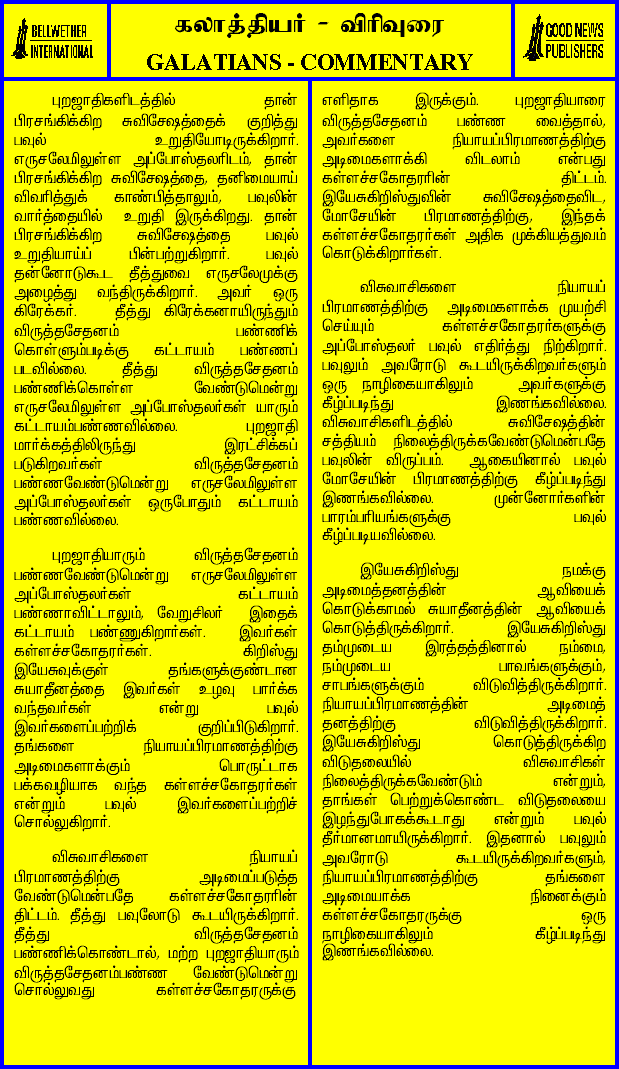 BELLWETHER
INTERNATIONAL
கலாத்தியர் - விரிவுரை
GALATIANS - COMMENTARY
GOOD NEWS
PUBLISHERS
புறஜாதிகளிடத்தில் தான்
பிரசங்கிக்கிற சுவிசேஷத்தைக் குறித்து
பவுல் உறுதியோடிருக்கிறார்.
எருசலேமிலுள்ள அப்போஸ்தலரிடம், தான்
பிரசங்கிக்கிற சுவிசேஷத்தை, தனிமையாய்
விவரித்துக் காண்பித்தாலும், பவுலின்
வார்த்தையில் உறுதி இருக்கிறது. தான்
பிரசங்கிக்கிற சுவிசேஷத்தை பவுல்
உறுதியாய்ப் பின்பற்றுகிறார். பவுல்
தன்னோடுகூட தீத்துவை எருசலேமுக்கு
அழைத்து வந்திருக்கிறார். அவர் ஒரு
கிரேக்கர். தீத்து கிரேக்கனாயிருந்தும்
விருத்தசேதனம் பண்ணிக்
கொள்ளும்படிக்கு கட்டாயம் பண்ணப்
படவில்லை. தீத்து விருத்தசேதனம்
பண்ணிக்கொள்ள வேண்டுமென்று
எருசலேமிலுள்ள அப்போஸ்தலர்கள் யாரும்
கட்டாயம்பண்ணவில்லை. புறஜாதி
மார்க்கத்திலிருந்து இரட்சிக்கப்
படுகிறவர்கள் விருத்தசேதனம்
பண்ணவேண்டுமென்று எருசலேமிலுள்ள
அப்போஸ்தலர்கள் ஒருபோதும் கட்டாயம்
பண்ணவில்லை.
புறஜாதியாரும் விருத்தசேதனம்
பண்ணவேண்டுமென்று எருசலேமிலுள்ள
அப்போஸ்தலர்கள் கட்டாயம்
பண்ணாவிட்டாலும், வேறுசிலர் இதைக்
கட்டாயம் பண்ணுகிறார்கள். இவர்கள்
கள்ளச்சகோதரர்கள். கிறிஸ்து
இயேசுவுக்குள் தங்களுக்குண்டான
சுயாதீனத்தை இவர்கள் உழவு பார்க்க
வந்தவர்கள் என்று பவுல்
இவர்களைப்பற்றிக் குறிப்பிடுகிறார்.
தங்களை நியாயப்பிரமாணத்திற்கு
அடிமைகளாக்கும் பொருட்டாக
பக்கவழியாக வந்த கள்ளச்சகோதரர்கள்
என்றும் பவுல் இவர்களைப்பற்றிச்
சொல்லுகிறார்.
விசுவாசிகளை நியாயப்
பிரமாணத்திற்கு அடிமைப்படுத்த
வேண்டுமென்பதே கள்ளச்சகோதரரின்
திட்டம். தீத்து பவுலோடு கூடயிருக்கிறார்.
தீத்து விருத்தசேதனம்
பண்ணிக்கொண்டால், மற்ற புறஜாதியாரும்
விருத்தசேதனம்பண்ண வேண்டுமென்று
சொல்லுவது கள்ளச்சகோதரருக்கு
எளிதாக இருக்கும். புறஜாதியாரை
விருத்தசேதனம் பண்ண வைத்தால்,
அவர்களை நியாயப்பிரமாணத்திற்கு
அடிமைகளாக்கி விடலாம் என்பது
கள்ளச்சகோதரரின் திட்டம்.
இயேசுகிறிஸ்துவின் சுவிசேஷத்தைவிட,
மோசேயின் பிரமாணத்திற்கு, இந்தக்
கள்ளச்சகோதரர்கள் அதிக முக்கியத்துவம்
கொடுக்கிறார்கள்.
விசுவாசிகளை நியாயப்
பிரமாணத்திற்கு அடிமைகளாக்க முயற்சி
செய்யும் கள்ளச்சகோதரர்களுக்கு
அப்போஸ்தலர் பவுல் எதிர்த்து நிற்கிறார்.
பவுலும் அவரோடு கூடயிருக்கிறவர்களும்
ஒரு நாழிகையாகிலும் அவர்களுக்கு
கீழ்ப்படிந்து இணங்கவில்லை.
விசுவாசிகளிடத்தில் சுவிசேஷத்தின்
சத்தியம் நிலைத்திருக்கவேண்டுமென்பதே
பவுலின் விருப்பம். ஆகையினால் பவுல்
மோசேயின் பிரமாணத்திற்கு கீழ்ப்படிந்து
இணங்கவில்லை. முன்னோர்களின்
பாரம்பரியங்களுக்கு பவுல்
கீழ்ப்படியவில்லை.
இயேசுகிறிஸ்து நமக்கு
அடிமைத்தனத்தின் ஆவியைக்
கொடுக்காமல் சுயாதீனத்தின் ஆவியைக்
கொடுத்திருக்கிறார். இயேசுகிறிஸ்து
தம்முடைய இரத்தத்தினால் நம்மை,
நம்முடைய பாவங்களுக்கும்,
சாபங்களுக்கும் விடுவித்திருக்கிறார்.
நியாயப்பிரமாணத்தின் அடிமைத்
தனத்திற்கு விடுவித்திருக்கிறார்.
இயேசுகிறிஸ்து கொடுத்திருக்கிற
விடுதலையில் விசுவாசிகள்
நிலைத்திருக்கவேண்டும் என்றும்,
தாங்கள் பெற்றுக்கொண்ட விடுதலையை
இழந்துபோகக்கூடாது என்றும் பவுல்
தீர்மானமாயிருக்கிறார். இதனால் பவுலும்
அவரோடு கூடயிருக்கிறவர்களும்,
நியாயப்பிரமாணத்திற்கு தங்களை
அடிமையாக்க நினைக்கும்
கள்ளச்சகோதரருக்கு ஒரு
நாழிகையாகிலும் கீழ்ப்படிந்து
இணங்கவில்லை.